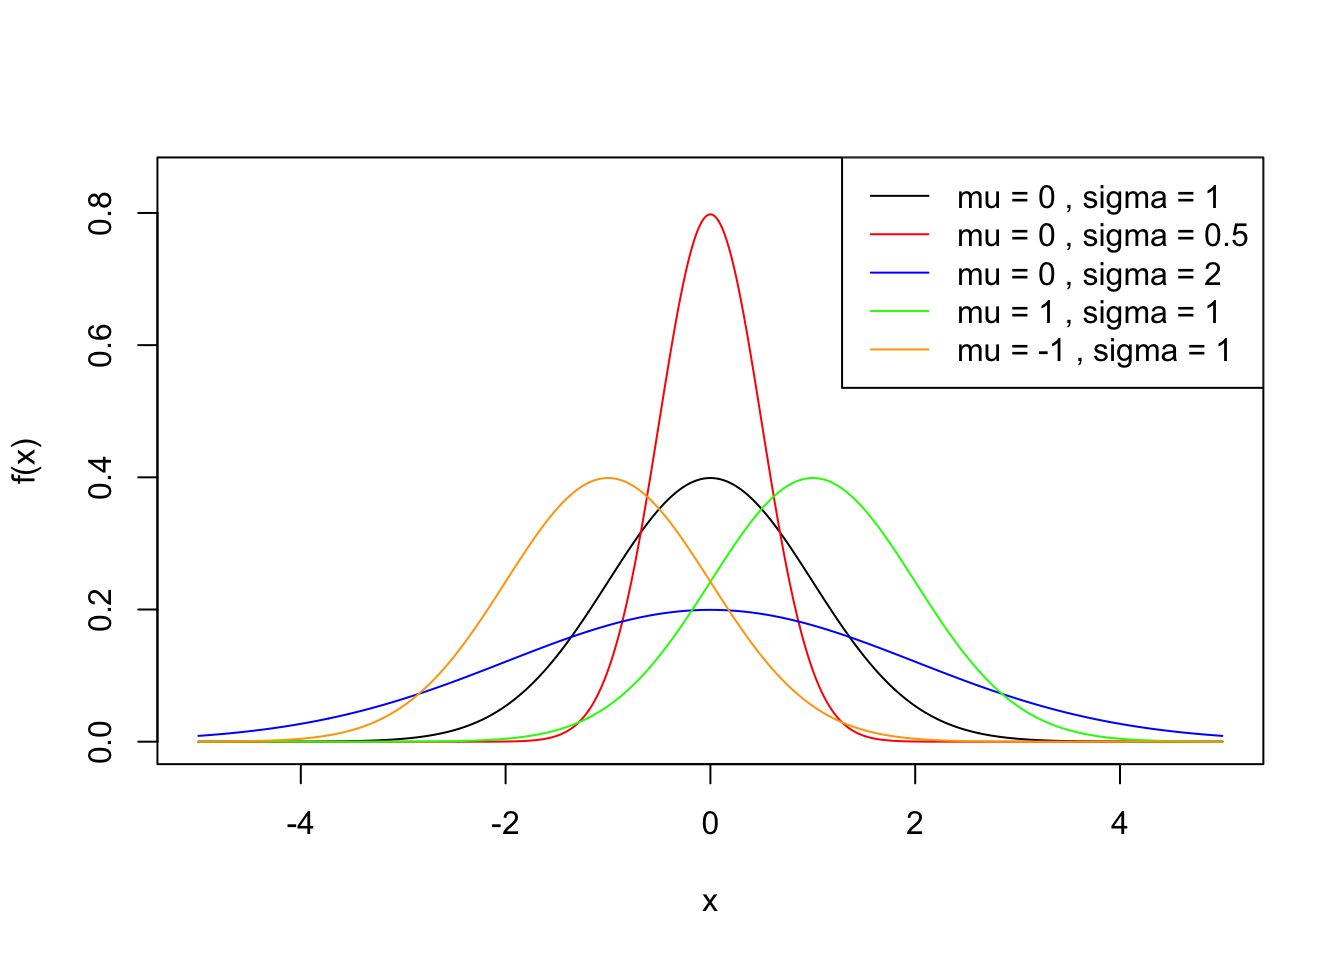 mu = 0 , sigma = 1
mu = 0 , sigma = 0.5
mu = 0 , sigma = 2
mu = 1 , sigma = 1
mu = -1 , sigma = 1
0.8
0.6
0.4
0.2
0.0
f(x)
-4 -2 0 2 4
x